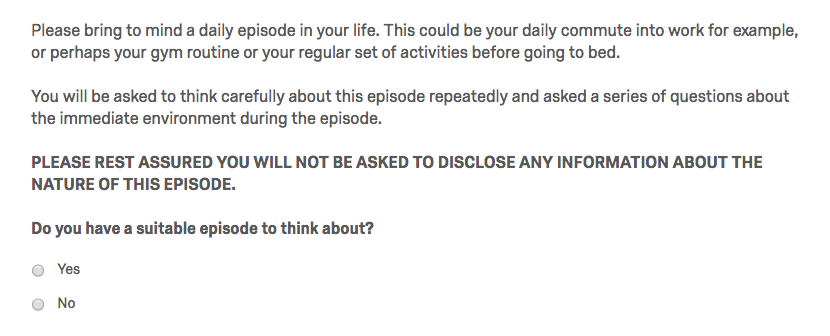 Please bring to mind a daily episode in your life. This could be your daily commute into work for example,
or perhaps your gym routine or your regular set of activities before going to bed.
You will be asked to think carefully about this episode repeatedly and asked a series of questions about
the immediate environment during the episode.
PLEASE REST ASSURED YOU WILL NOT BE ASKED TO DISCLOSE ANY INFORMATION ABOUT THE
NATURE OF THIS EPISODE.
Do you have a suitable episode to think about?
Yes
No